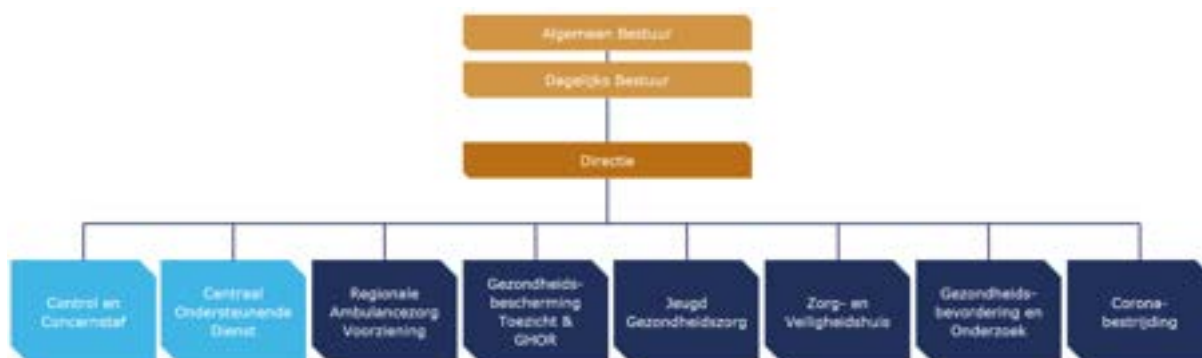 Algemeen Bestuur
Dagelijks Bestuur
Directie
Control en
Concernstaf
Centraal
Ondersteunende
Dienst
Regionale
Ambulancezorg
Voorziening
Gezondheids-
bescherming
Toezicht &
GHOR
Jeugd
Gezondheidszorg
Zorg- en
Veiligheidshuis
Gezondheids-
bevordering en
Onderzoek
Corona-
bestrijding